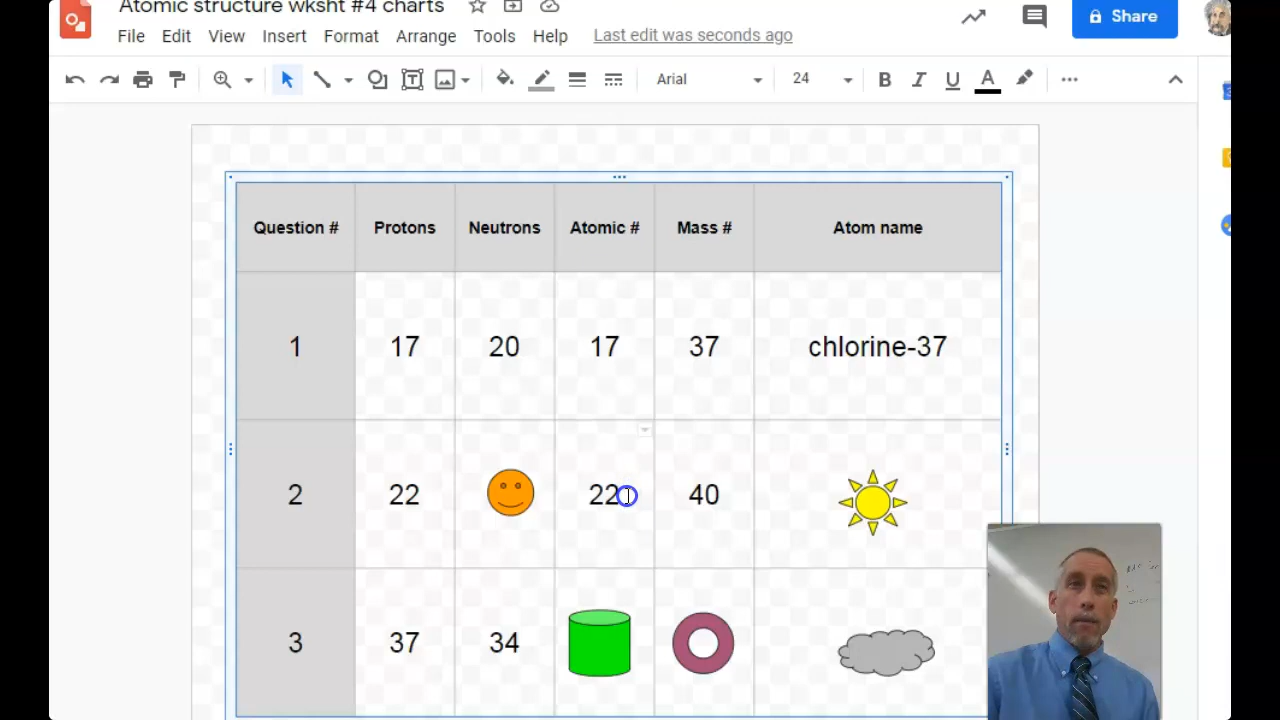 Atomic structure wksht #4 charts
File Edit View Insert Format Arrange Tools Help Last edit was seconds ago
Share
Arial 24 B I U A
Question # Protons Neutrons Atomic # Mass # Atom name
1 17 20 17 37 chlorine-37
2 22 22 40
3 37 34